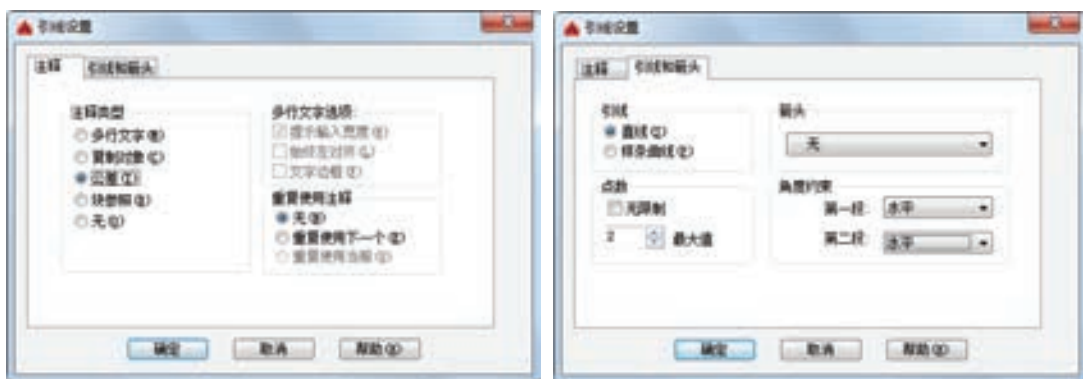 引线设置
注释 引线和箭头
注释类型
多行文字(M)
复制对象(C)
公差(T)
块参照(B)
无(O)
多行文字选项
提示输入宽度(W)
始终左对齐(L)
文字边框(F)
重复使用注释
无(N)
重复使用下一个(E)
重复使用当前(U)
确定 取消 帮助(H)
引线设置
注释 引线和箭头
引线
直线(S)
样条曲线(P)
点数
无限制
2 最大值
箭头
无
角度约束
第一段: 水平
第二段: 水平
确定 取消 帮助(H)